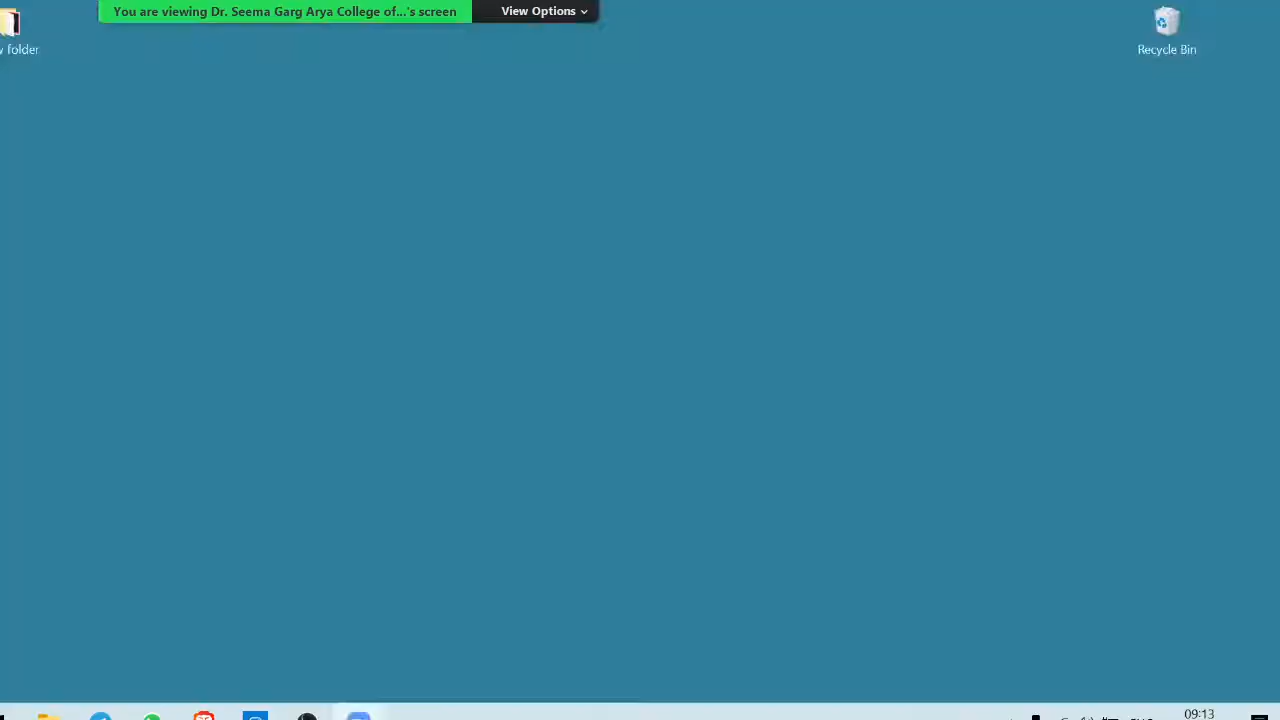 You are viewing Dr. Seema Garg Arya College of...'s screen
View Options
folder
Recycle Bin
09:13